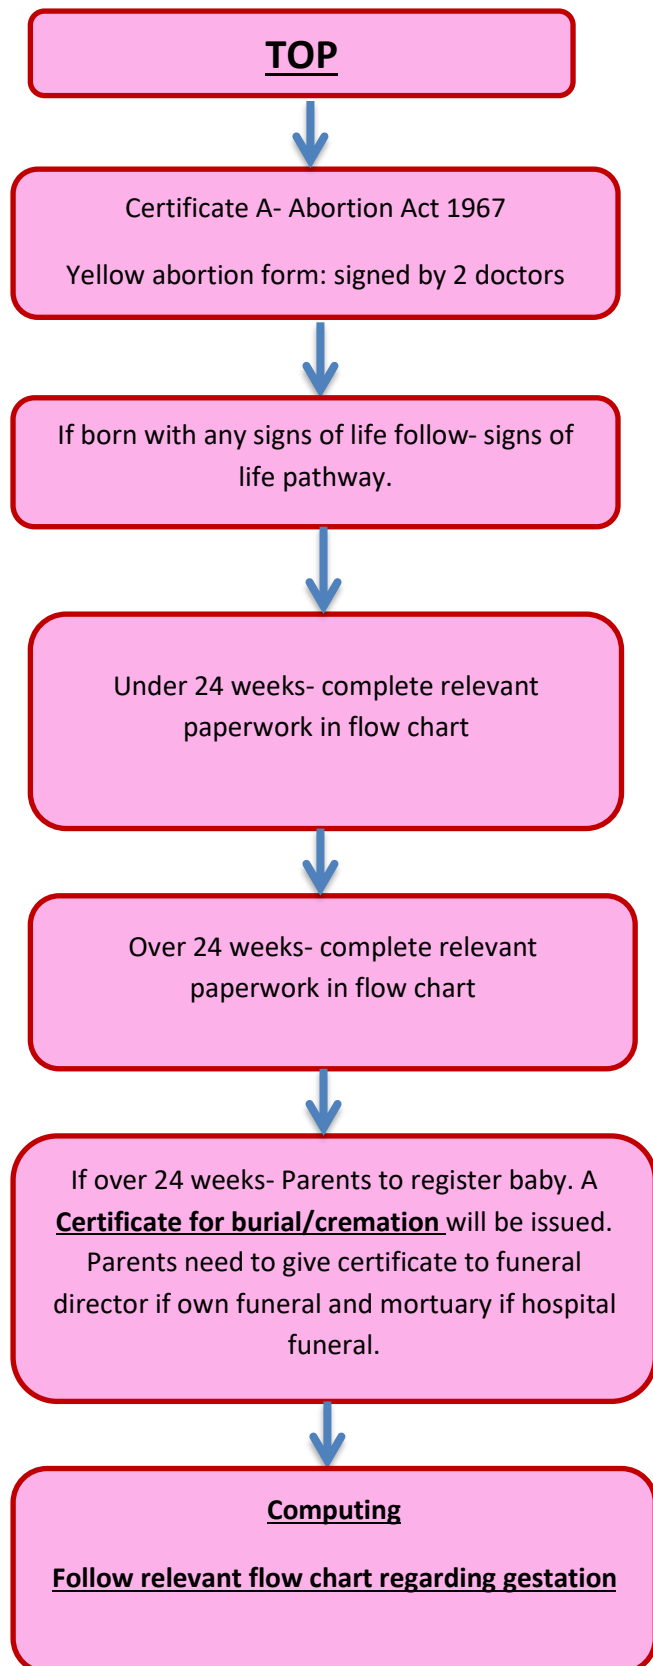 TOP
Certificate A- Abortion Act 1967
Yellow abortion form: signed by 2 doctors
If born with any signs of life follow- signs of
life pathway.
Under 24 weeks- complete relevant
paperwork in flow chart
Over 24 weeks- complete relevant
paperwork in flow chart
If over 24 weeks- Parents to register baby. A
Certificate for burial/cremation will be issued.
Parents need to give certificate to funeral
director if own funeral and mortuary if hospital
funeral.
Computing
Follow relevant flow chart regarding gestation